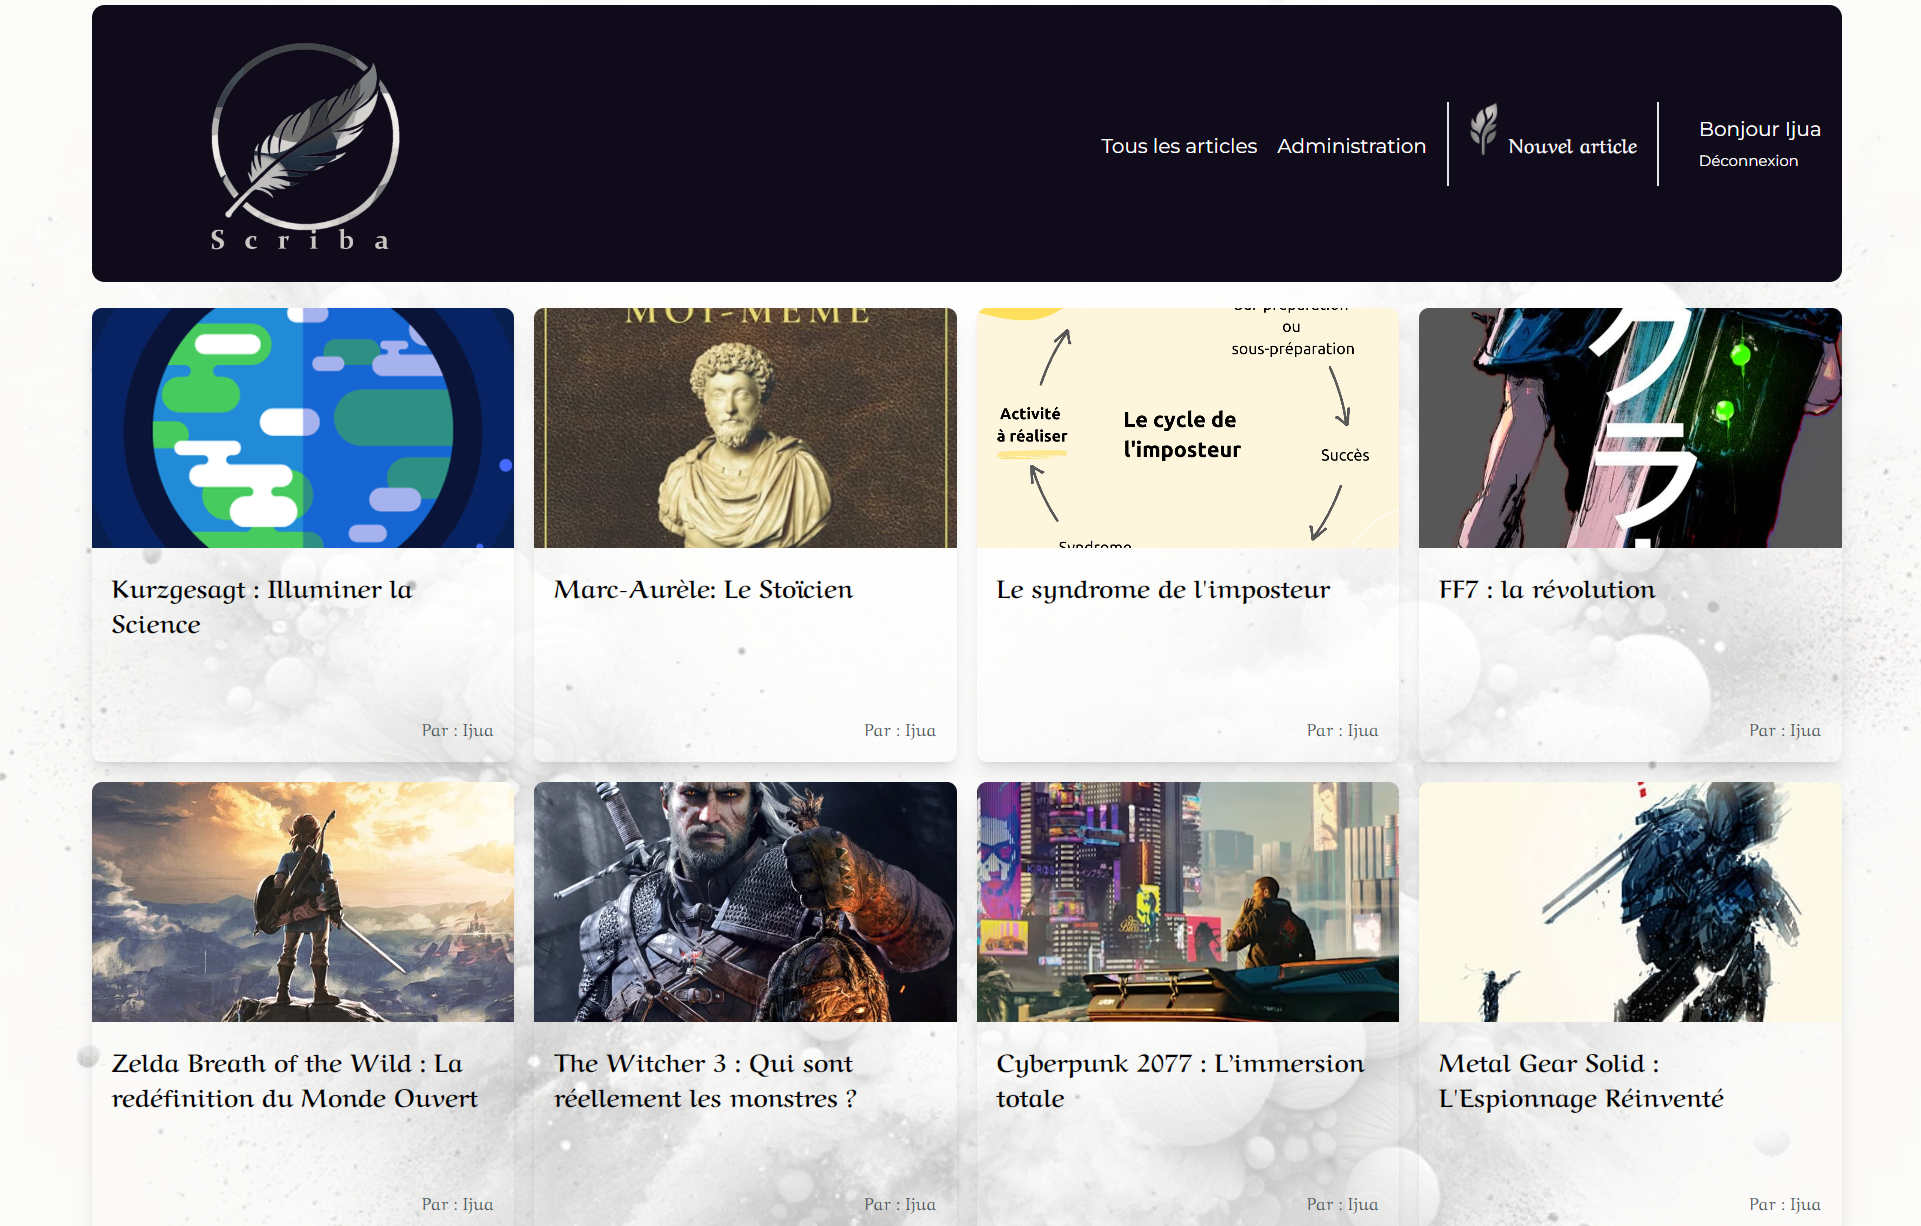 Scriba
Tous les articles
Administration
Nouvel article
Bonjour Ijua
Déconnexion
MOI-MÊME
ou
sous-préparation
Activité
à réaliser
Le cycle de
l'imposteur
Succès
Syndrome
クラ
Kurzgesagt : Illuminer la
Science
Par : Ijua
Marc-Aurèle: Le Stoïcien
Par : Ijua
Le syndrome de l'imposteur
Par : Ijua
FF7 : la révolution
Par : Ijua
Zelda Breath of the Wild : La
redéfinition du Monde Ouvert
Par : Ijua
The Witcher 3 : Qui sont
réellement les monstres ?
Par : Ijua
Cyberpunk 2077 : L’immersion
totale
Par : Ijua
Metal Gear Solid :
L'Espionnage Réinventé
Par : Ijua